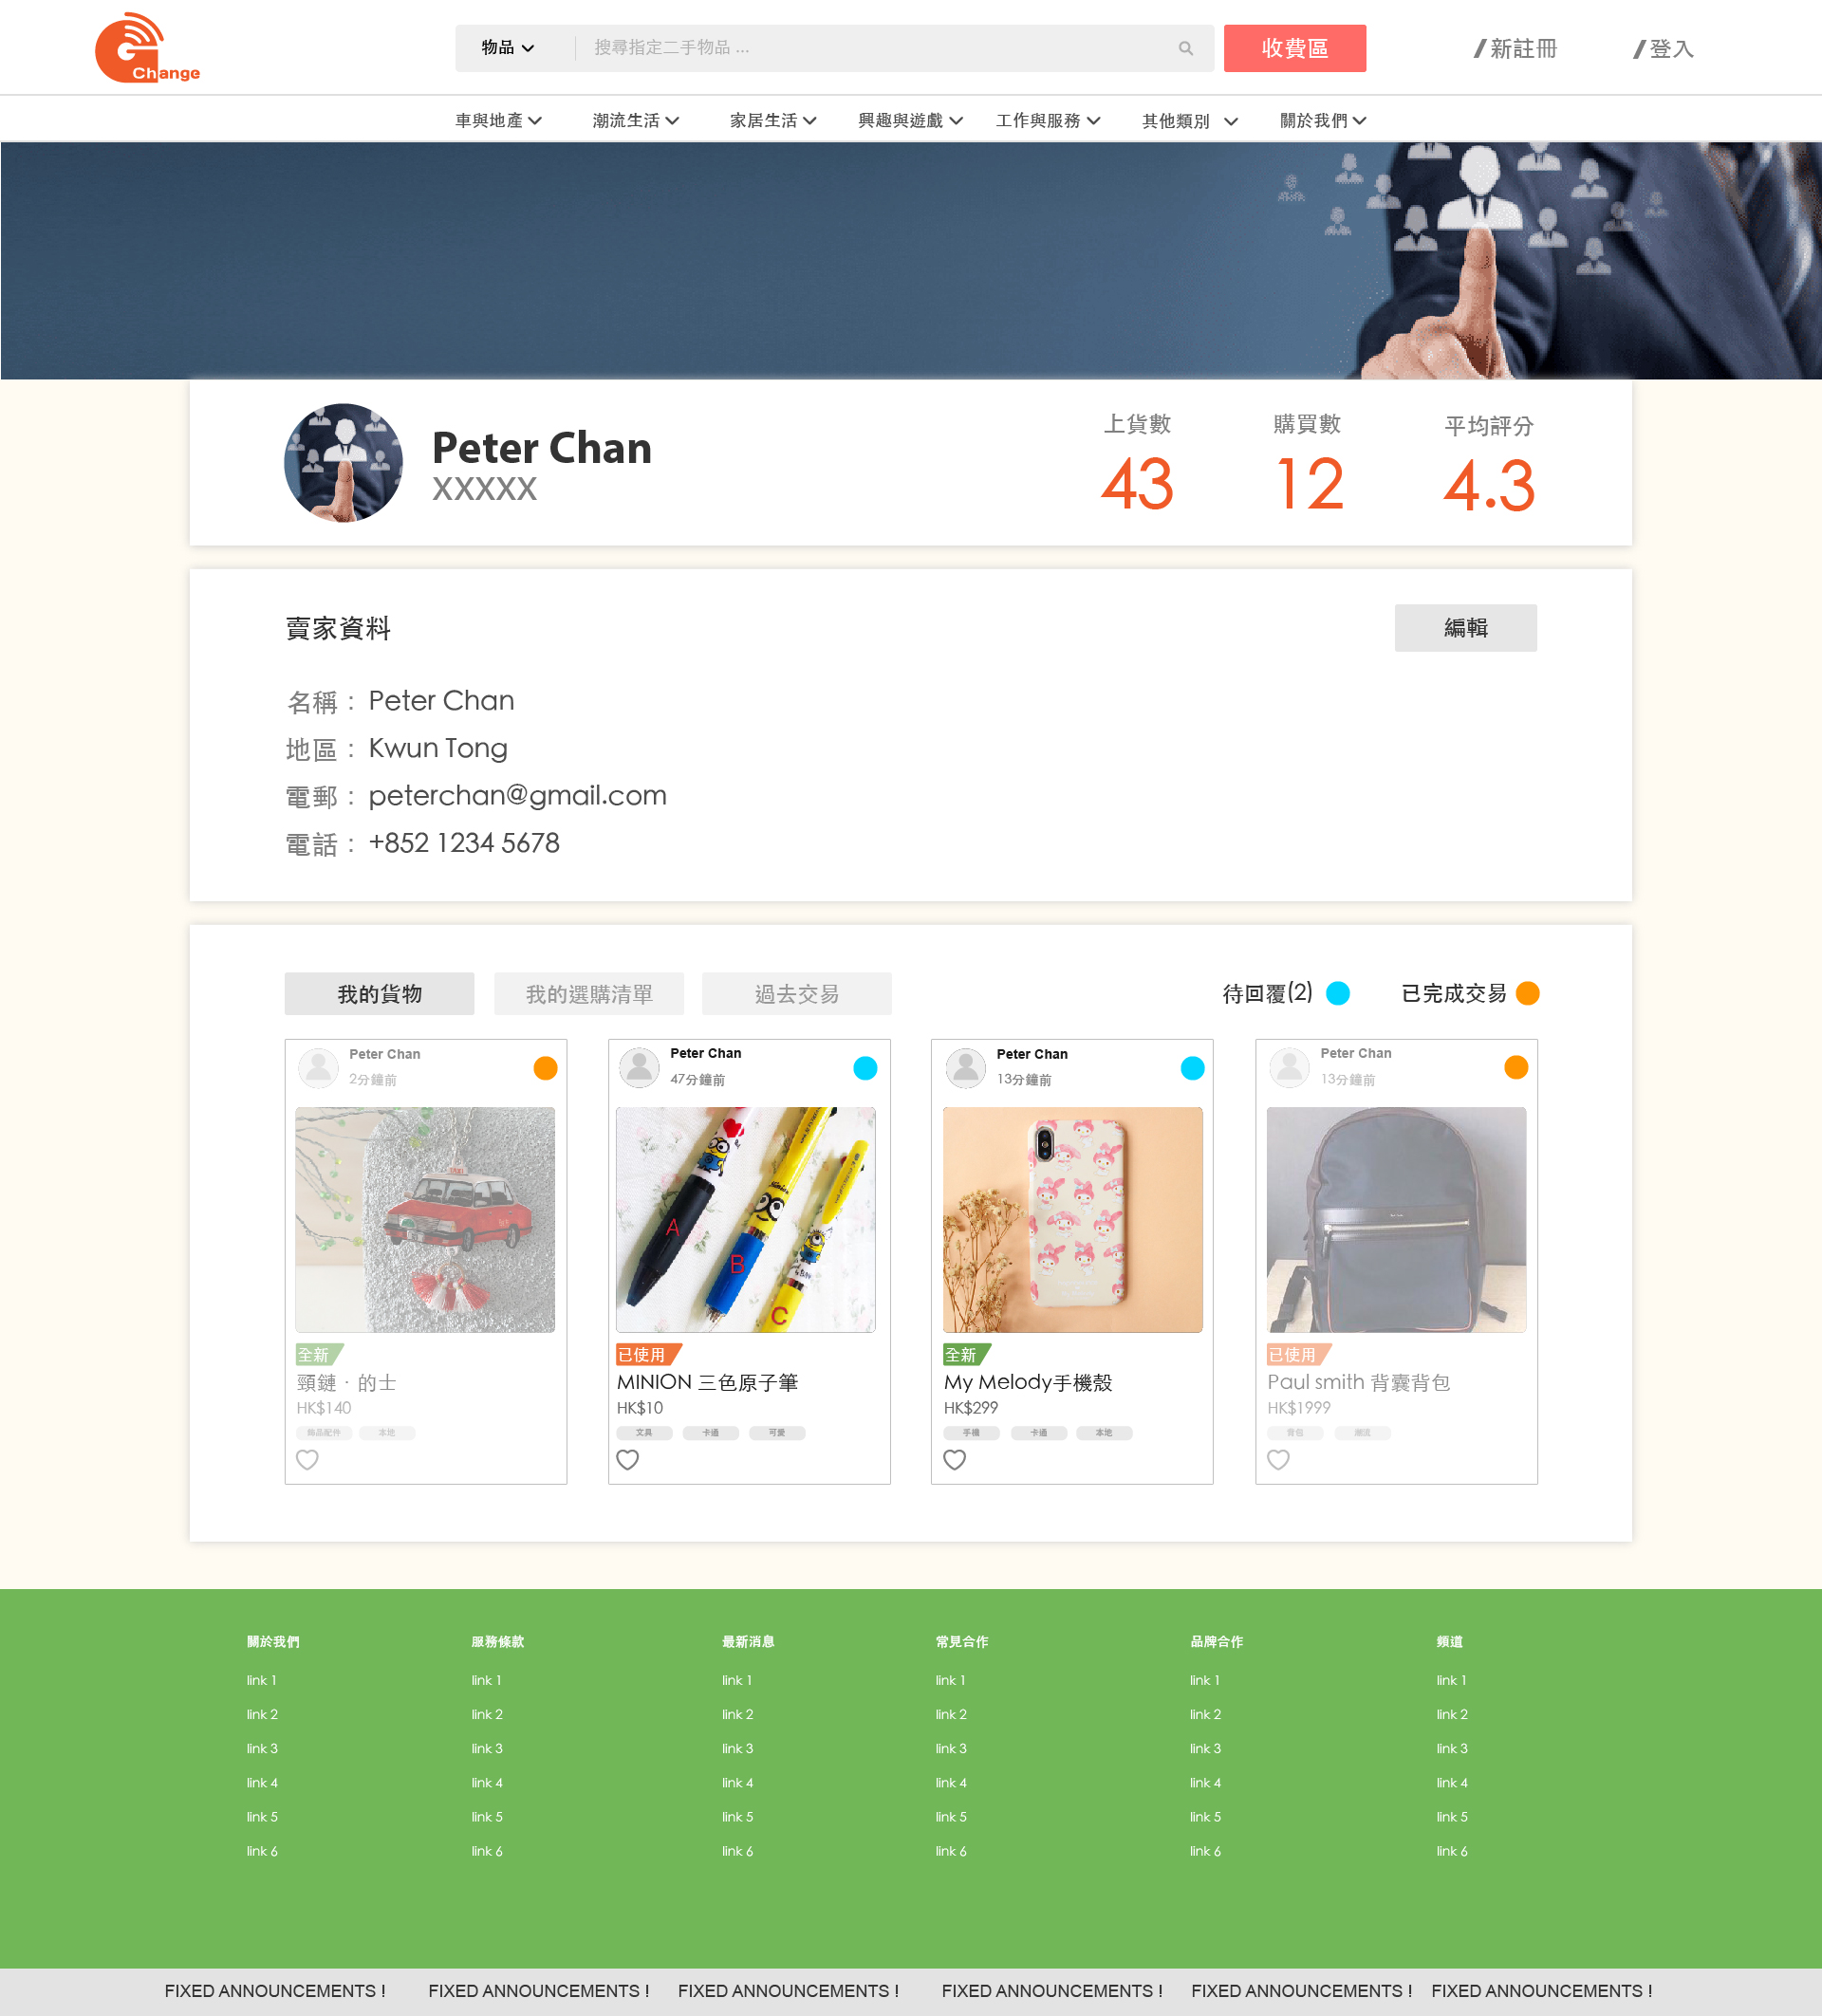 Change
物品
搜尋指定二手物品 ...
收費區
新註冊
登入
車與地產
潮流生活
家居生活
興趣與遊戲
工作與服務
其他類別
關於我們
Peter Chan
XXXXX
上貨數
43
購買數
12
平均評分
4.3
賣家資料
編輯
名稱： Peter Chan
地區： Kwun Tong
電郵： peterchan@gmail.com
電話： +852 1234 5678
我的貨物
我的選購清單
過去交易
待回覆(2)
已完成交易
Peter Chan
2分鐘前
TAXI
全新
頸鏈．的士
HK$140
飾品配件
本地
Peter Chan
47分鐘前
A
B
C
已使用
MINION 三色原子筆
HK$10
文具
卡通
可愛
Peter Chan
13分鐘前
全新
My Melody手機殼
HK$299
手機
卡通
本地
Peter Chan
13分鐘前
已使用
Paul smith 背囊背包
HK$1999
背包
潮流
關於我們
link 1
link 2
link 3
link 4
link 5
link 6
服務條款
link 1
link 2
link 3
link 4
link 5
link 6
最新消息
link 1
link 2
link 3
link 4
link 5
link 6
常見合作
link 1
link 2
link 3
link 4
link 5
link 6
品牌合作
link 1
link 2
link 3
link 4
link 5
link 6
頻道
link 1
link 2
link 3
link 4
link 5
link 6
FIXED ANNOUNCEMENTS ! FIXED ANNOUNCEMENTS ! FIXED ANNOUNCEMENTS ! FIXED ANNOUNCEMENTS ! FIXED ANNOUNCEMENTS ! FIXED ANNOUNCEMENTS !